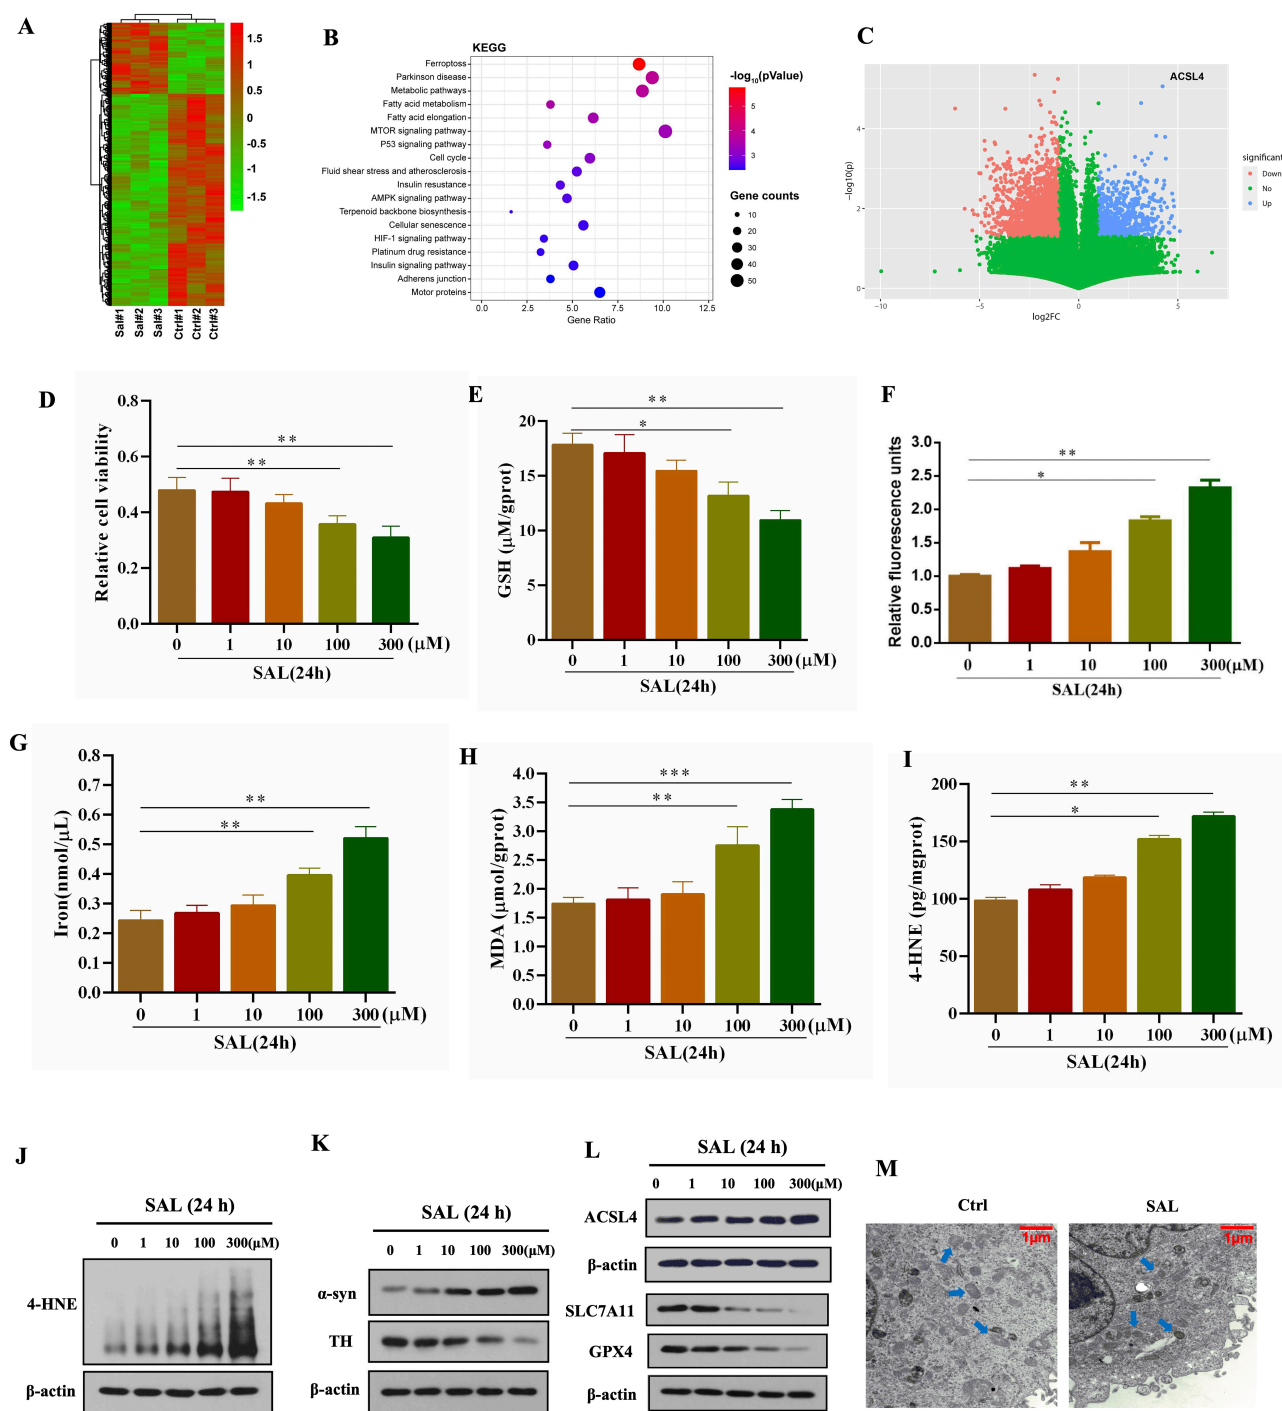 A
1.5
1
0.5
0
-0.5
-1
-1.5
Sal#1
Sal#2
Sal#3
Ctrl#1
Ctrl#2
Ctrl#3
B
KEGG
Ferroptoss
Parkinson disease
Metabolic pathways
Fatty acid metabolism
Fatty acid elongation
MTOR signaling pathway
P53 signaling pathway
Cell cycle
Fluid shear stress and atherosclerosis
Insulin resustance
AMPK signaling pathway
Terpenoid backbone biosynthesis
Cellular senescence
HIF-1 signaling pathway
Platinum drug resistance
Insulin signaling pathway
Adherens junction
Motor proteins
0.0 2.5 5.0 7.5 10.0 12.5
Gene Ratio
-log10(pValue)
5
4
3
Gene counts
10
20
30
40
50
C
ACSL4
4
2
0
−log10(p)
−10 −5 0 5
log2FC
significant
Down
No
Up
D
0.8
0.6
0.4
0.2
0.0
Relative cell viability
**
**
0 1 10 100 300 (μM)
SAL(24h)
E
20
15
10
5
0
GSH (μM/gprot)
**
*
0 1 10 100 300 (μM)
SAL(24h)
F
3.0
2.5
2.0
1.5
1.0
0.5
0.0
Relative fluorescence units
**
*
0 1 10 100 300(μM)
SAL(24h)
G
0.8
0.7
0.6
0.5
0.4
0.3
0.2
0.1
0.0
Iron(nmol/μL)
**
**
0 1 10 100 300 (μM)
SAL(24h)
H
4.0
3.5
3.0
2.5
2.0
1.5
1.0
0.5
0.0
MDA (μmol/gprot)
***
**
0 1 10 100 300(μM)
SAL(24h)
I
200
150
100
50
0
4-HNE (pg/mgprot)
**
*
0 1 10 100 300 (μM)
SAL(24h)
J
SAL (24 h)
0 1 10 100 300(μM)
4-HNE
β-actin
K
SAL (24 h)
0 1 10 100 300(μM)
α-syn
TH
β-actin
L
SAL (24 h)
0 1 10 100 300(μM)
ACSL4
β-actin
SLC7A11
GPX4
β-actin
M
Ctrl
SAL
1μm
1μm